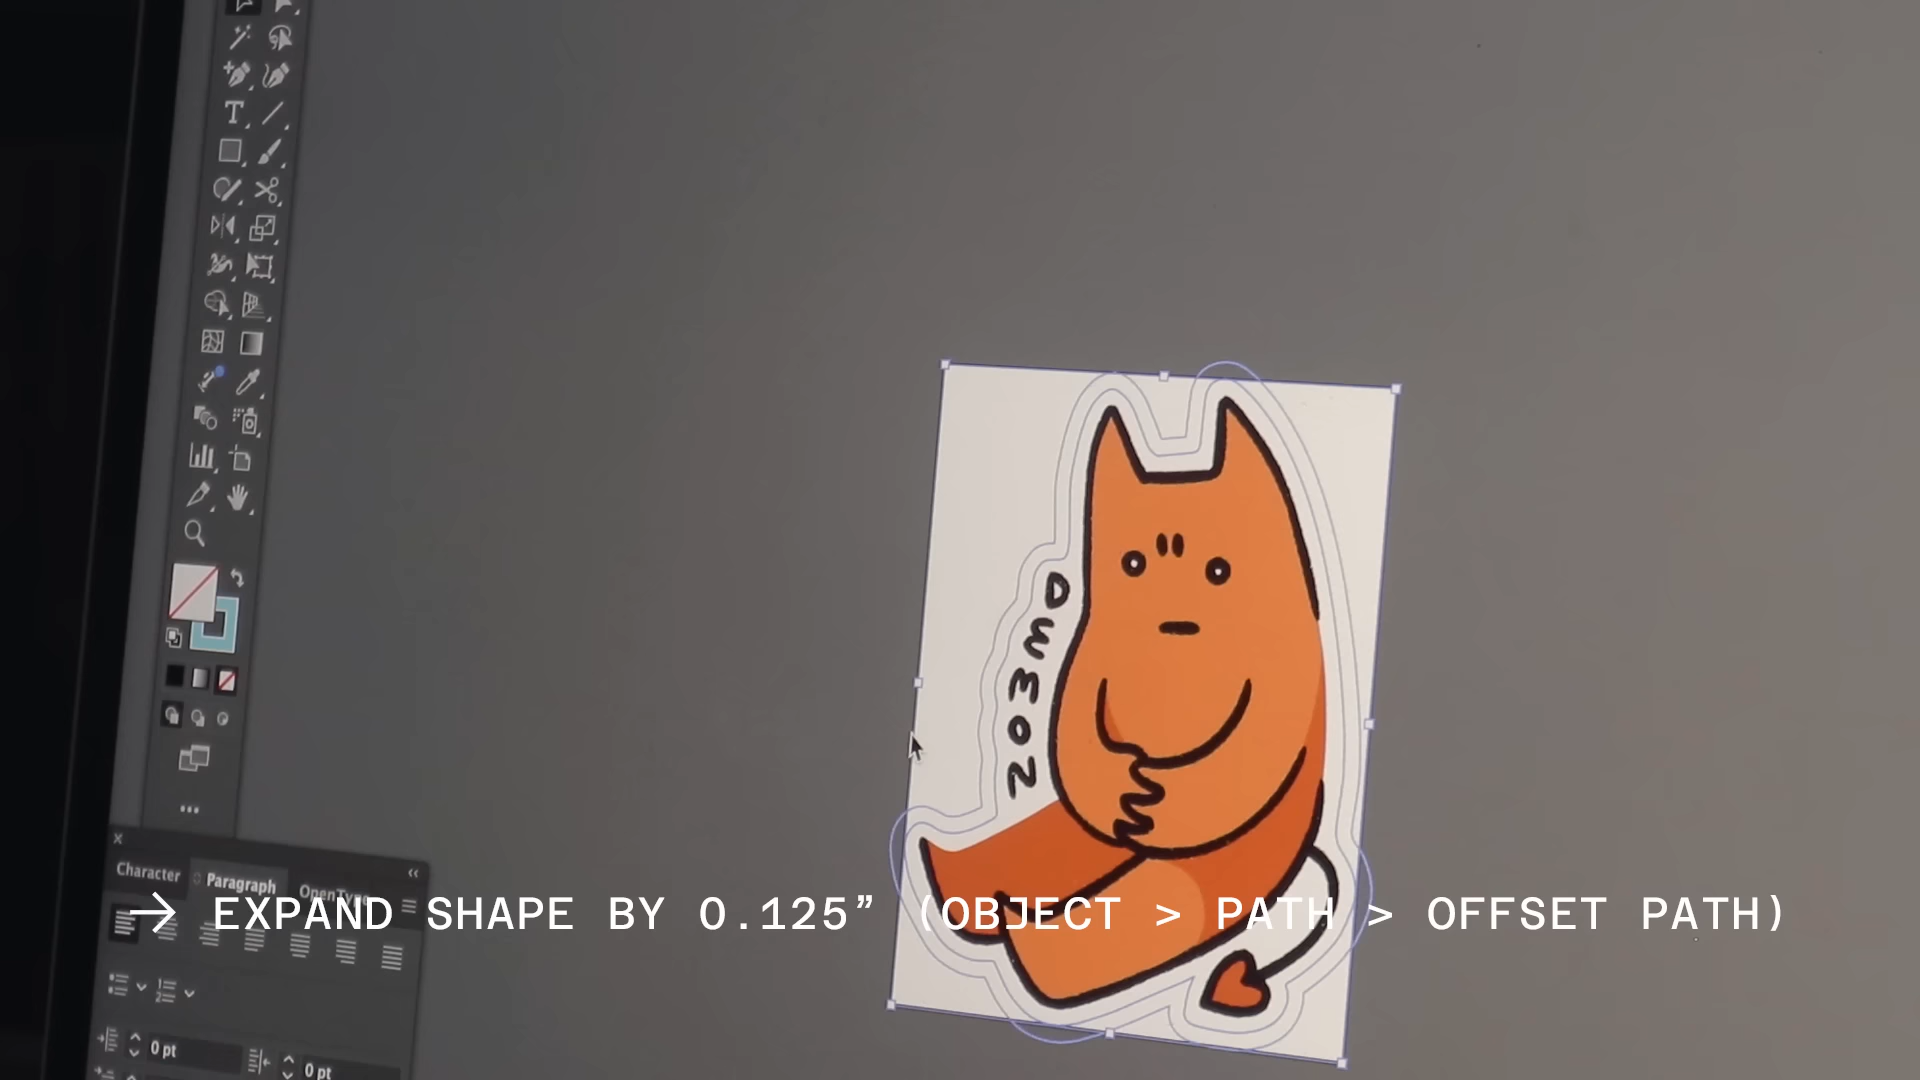 DEMON
Character Paragraph OpenType
→ EXPAND SHAPE BY 0.125” (OBJECT > PATH > OFFSET PATH)
0 pt 0 pt